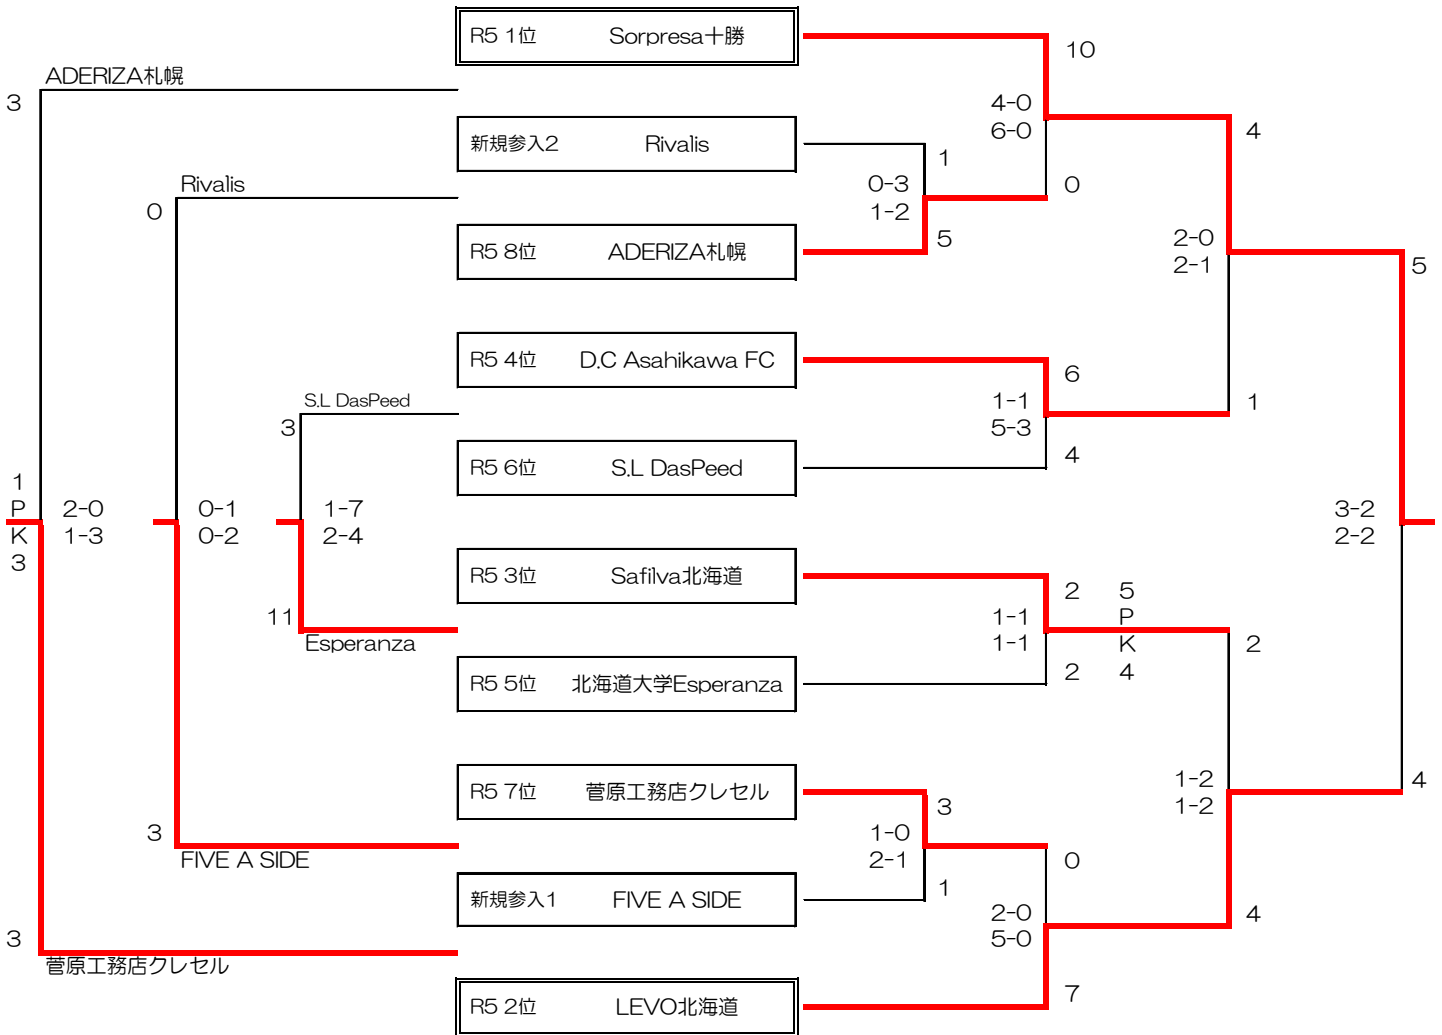 R5 1位 Sorpresa十勝
10
ADERIZA札幌
3
4-0
6-0
4
新規参入2 Rivalis
1
Rivalis
0
0-3
1-2
0
R5 8位 ADERIZA札幌
5
2-0
2-1
5
R5 4位 D.C Asahikawa FC
6
S.L DasPeed
3
1-1
5-3
1
R5 6位 S.L DasPeed
4
1
P
K
3
2-0
1-3
0-1
0-2
1-7
2-4
3-2
2-2
R5 3位 Safilva北海道
2
5
P
K
4
11
Esperanza
1-1
1-1
2
R5 5位 北海道大学Esperanza
2
R5 7位 菅原工務店クレセル
3
1-2
1-2
4
3
FIVE A SIDE
1-0
2-1
0
新規参入1 FIVE A SIDE
1
3
菅原工務店クレセル
2-0
5-0
4
R5 2位 LEVO北海道
7